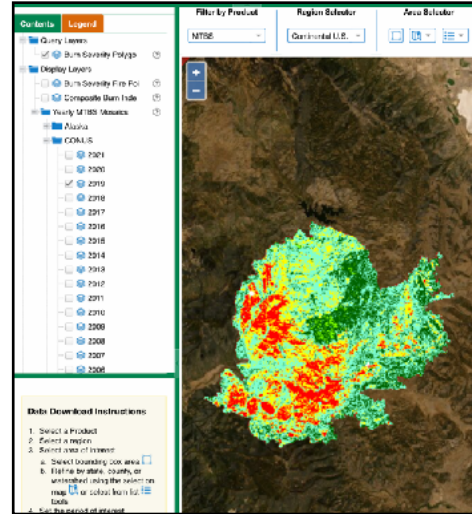 Filter by Product
Region Selector
Area Selector
MTBS
Continental U.S.
Contents
Legend
Query Layers
Burn Severity Polygo
Display Layers
Burn Severity Fire Pol
Composite Burn Inde
Yearly MTBS Mosaics
Alaska
CONUS
2021
2020
2019
2018
2017
2016
2015
2014
2013
2012
2011
2010
2009
2008
2007
2006
+
−
Data Download Instructions
1. Select a Product
2. Select a region
3. Select area of interest
a. Select bounding box area
b. Refine by state, county, or
watershed using the select on
map or select from list
tools
4. Set the period of interest